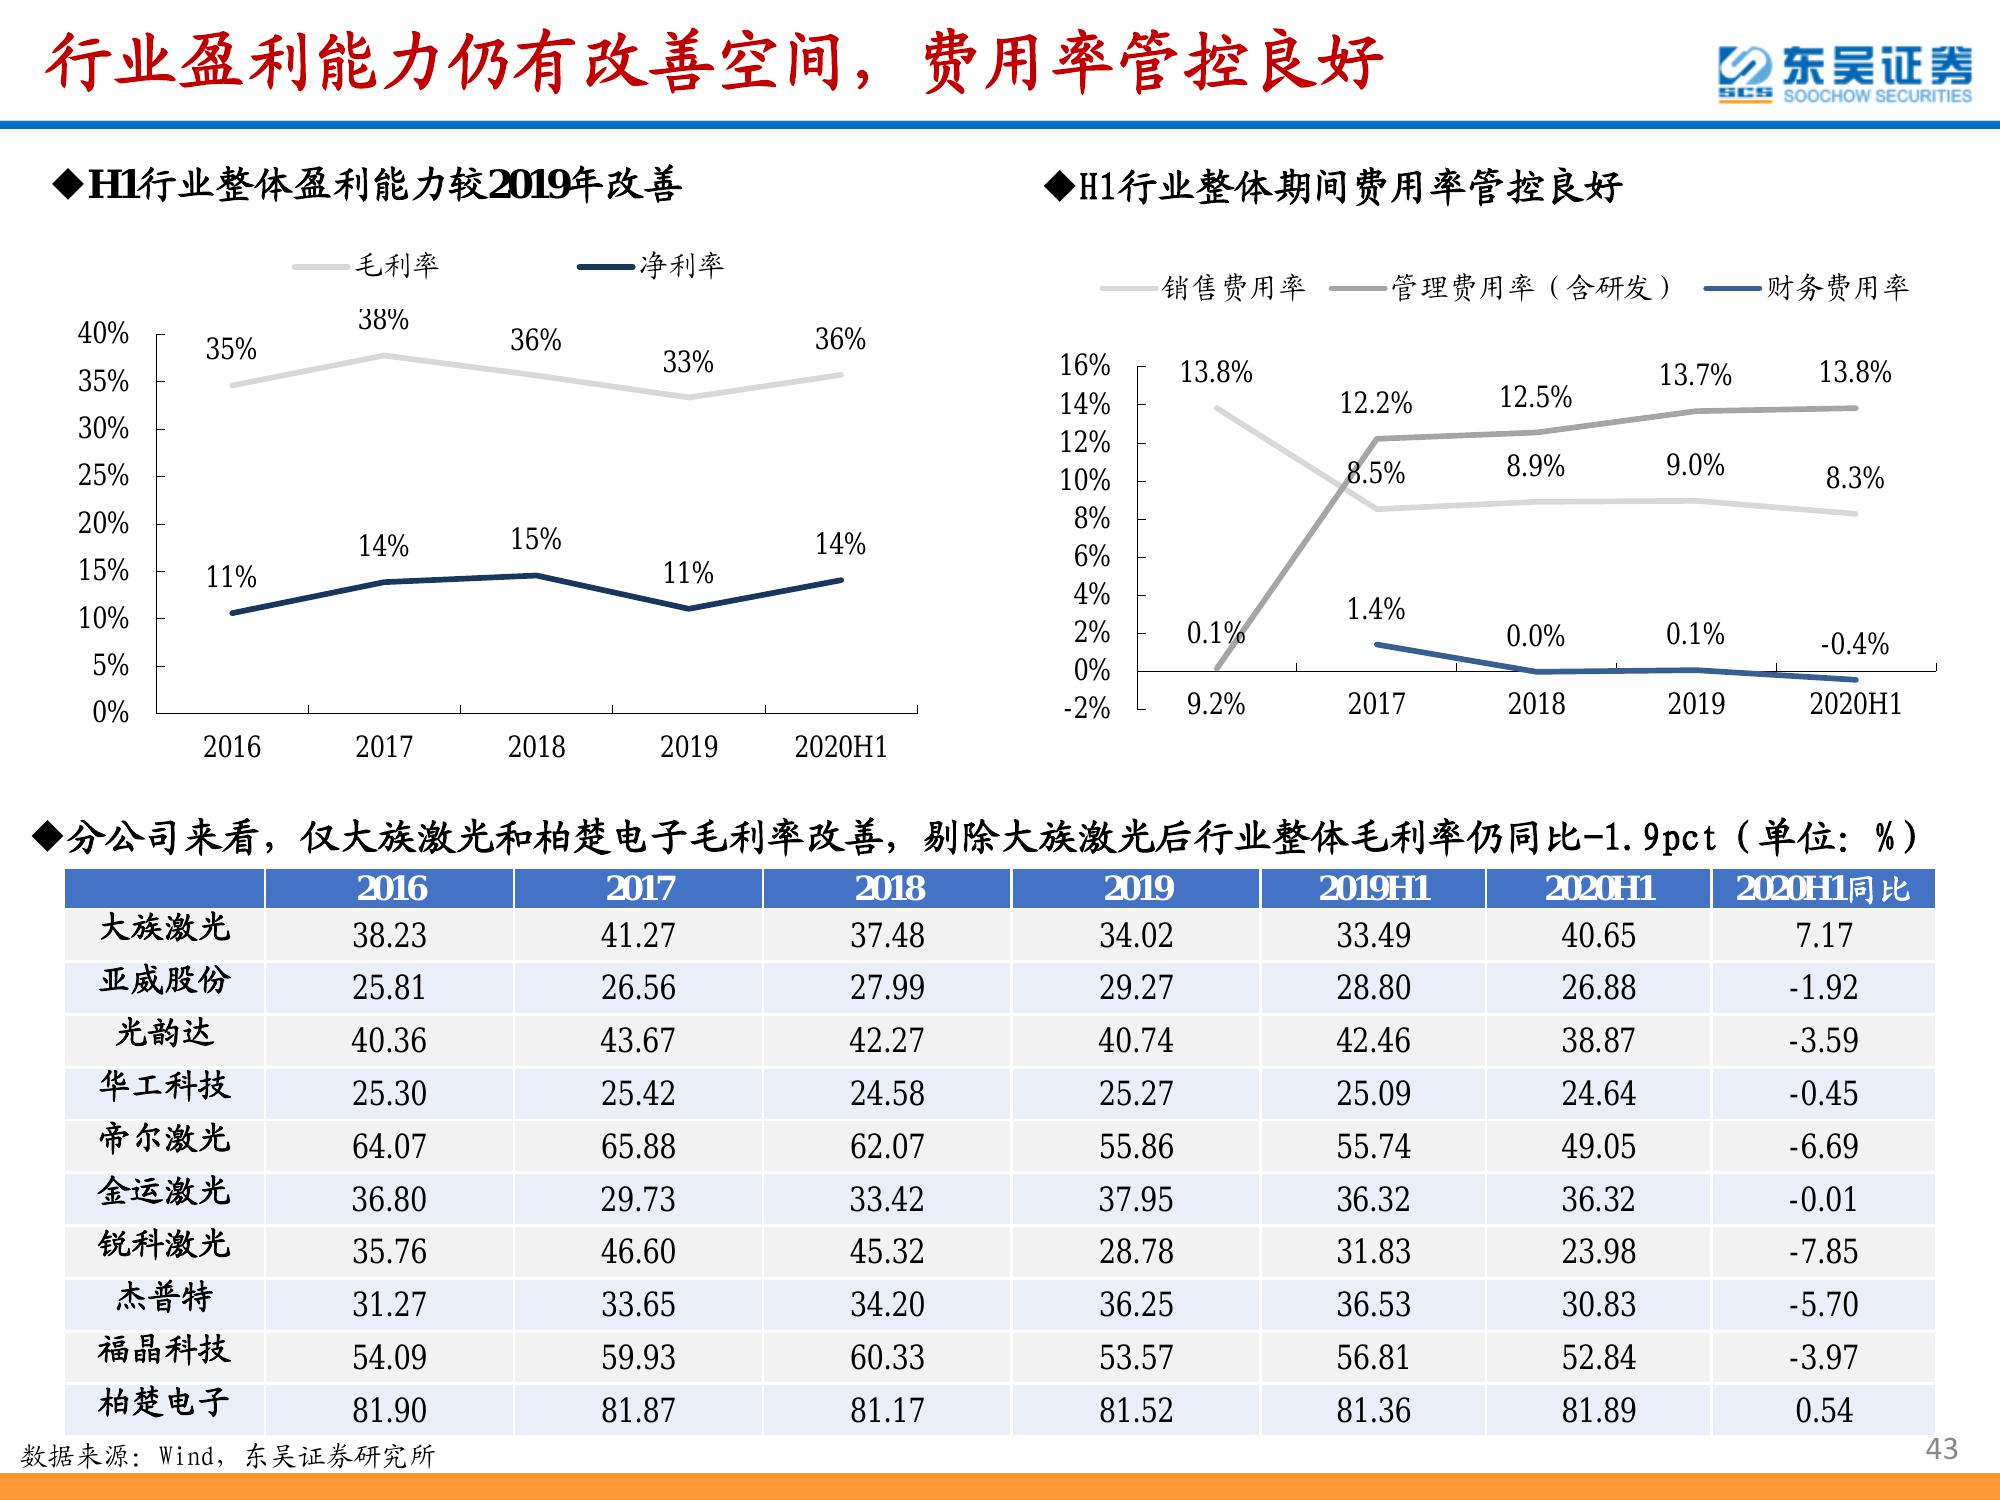 行业盈利能力仍有改善空间，费用率管控良好
东吴证券
SCS SOOCHOW SECURITIES
◆H1行业整体盈利能力较2019年改善
毛利率 净利率
40%
35%
30%
25%
20%
15%
10%
5%
0%
35% 38% 36% 33% 36%
11% 14% 15% 11% 14%
2016 2017 2018 2019 2020H1
◆H1行业整体期间费用率管控良好
销售费用率 管理费用率（含研发） 财务费用率
16%
14%
12%
10%
8%
6%
4%
2%
0%
-2%
13.8% 12.2% 12.5% 13.7% 13.8%
8.5% 8.9% 9.0% 8.3%
0.1% 1.4% 0.0% 0.1% -0.4%
9.2% 2017 2018 2019 2020H1
◆分公司来看，仅大族激光和柏楚电子毛利率改善，剔除大族激光后行业整体毛利率仍同比-1.9pct（单位：%）
2016 2017 2018 2019 2019H1 2020H1 2020H1同比
大族激光 38.23 41.27 37.48 34.02 33.49 40.65 7.17
亚威股份 25.81 26.56 27.99 29.27 28.80 26.88 -1.92
光韵达 40.36 43.67 42.27 40.74 42.46 38.87 -3.59
华工科技 25.30 25.42 24.58 25.27 25.09 24.64 -0.45
帝尔激光 64.07 65.88 62.07 55.86 55.74 49.05 -6.69
金运激光 36.80 29.73 33.42 37.95 36.32 36.32 -0.01
锐科激光 35.76 46.60 45.32 28.78 31.83 23.98 -7.85
杰普特 31.27 33.65 34.20 36.25 36.53 30.83 -5.70
福晶科技 54.09 59.93 60.33 53.57 56.81 52.84 -3.97
柏楚电子 81.90 81.87 81.17 81.52 81.36 81.89 0.54
数据来源：Wind，东吴证券研究所
43